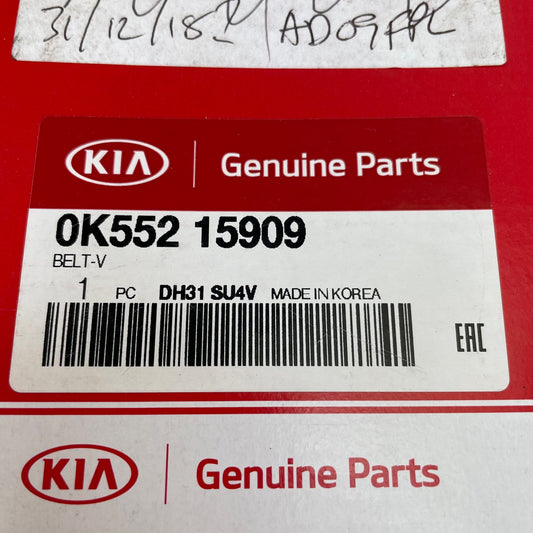 31/12/18
AD09FPL
KIA Genuine Parts
0K552 15909
BELT-V
1 PC DH31 SU4V MADE IN KOREA
EAC
KIA Genuine Parts